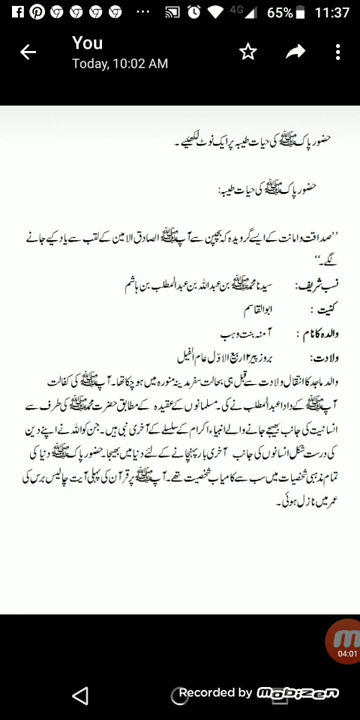 11:37
4G 65%
You
Today, 10:02 AM
حضور پاک ﷺ کی حیات طیبہ پر ایک نوٹ لکھیئے۔
حضور پاک ﷺ کی حیات طیبہ:
’’صداقت و امانت کے ایسے گرویدہ کہ بچپن سے آپ ﷺ الصادق الامین کے لقب سے یاد کیے جانے
لگے۔‘‘
نسب شریف: سیدنا محمد ﷺ بن عبداللہ بن عبدالمطلب بن ہاشم
کنیت: ابوالقاسم
والدہ کا نام: آمنہ بنت وہب
ولادت: بروز پیر ۱۲ ربیع الاوّل عام الفیل
والد ماجد کا انتقال ولادت سے قبل ہی بحالت سفر مدینہ منورہ میں ہو چکا تھا۔ آپ ﷺ کی کفالت
آپ ﷺ کے دادا عبدالمطلب نے کی۔ مسلمانوں کے عقیدہ کے مطابق حضرت محمد ﷺ کی طرف سے
انسانیت کی جانب بھیجے جانے والے انبیاءاکرام کے سلسلے کے آخری نبی ہیں۔ جن کو اللہ نے اپنے دین
کی درست شکل انسانوں کی جانب آخری بار پہنچانے کے لئے دنیا میں بھیجا۔ حضور پاک ﷺ دنیا کی
تمام مذہبی شخصیات میں سب سے کامیاب شخصیت تھے۔ آپ ﷺ پر قرآن کی پہلی آیت چالیس برس کی
عمر میں نازل ہوئی۔
04:01
Recorded by mobizen